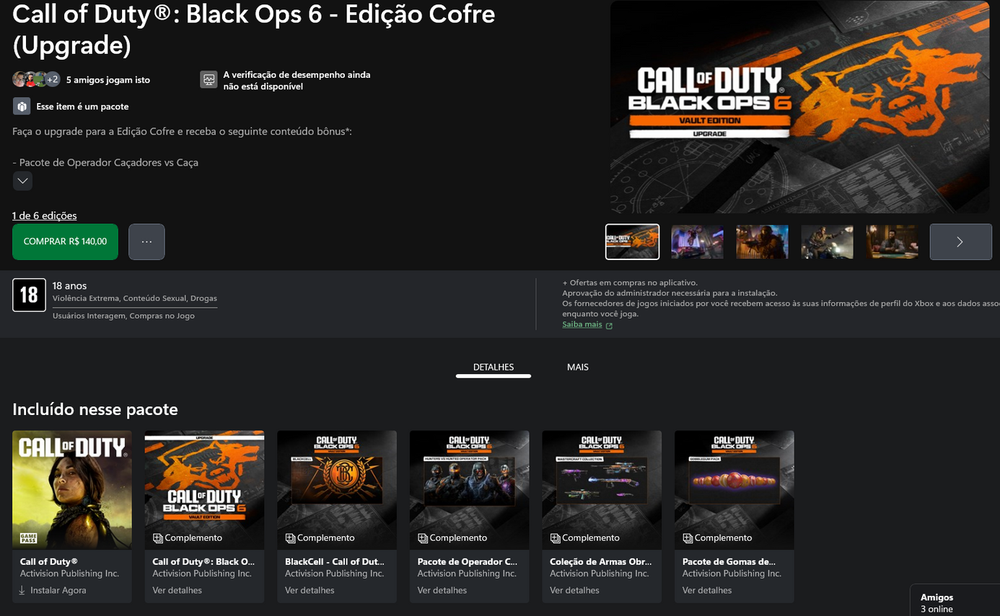 Call of Duty®: Black Ops 6 - Edição Cofre
(Upgrade)
+2 5 amigos jogam isto
A verificação de desempenho ainda
não está disponível
Esse item é um pacote
Faça o upgrade para a Edição Cofre e receba o seguinte conteúdo bônus*:
- Pacote de Operador Caçadores vs Caça
1 de 6 edições
COMPRAR R$ 140,00
...
CALL OF DUTY®
BLACK OPS 6
VAULT EDITION
UPGRADE
18
18 anos
Violência Extrema, Conteúdo Sexual, Drogas
Usuários Interagem, Compras no Jogo
+ Ofertas em compras no aplicativo.
Aprovação do administrador necessária para a instalação.
Os fornecedores de jogos iniciados por você recebem acesso às suas informações de perfil do Xbox e aos dados asso
enquanto você joga.
Saiba mais
DETALHES MAIS
Incluído nesse pacote
CALL OF DUTY®
GAME
PASS
Call of Duty®
Activision Publishing Inc.
Instalar Agora
UPGRADE
CALL OF DUTY
BLACK OPS 6
VAULT EDITION
Complemento
Call of Duty®: Black O...
Activision Publishing Inc.
Ver detalhes
CALL OF DUTY
BLACK OPS 6
VAULT EDITION
BLACKCELL
Complemento
BlackCell - Call of Dut...
Activision Publishing Inc.
Ver detalhes
CALL OF DUTY
BLACK OPS 6
VAULT EDITION
HUNTERS VS HUNTED OPERATOR PACK
Complemento
Pacote de Operador C...
Activision Publishing Inc.
Ver detalhes
CALL OF DUTY
BLACK OPS 6
VAULT EDITION
MASTERCRAFT COLLECTION
Complemento
Coleção de Armas Obr...
Activision Publishing Inc.
Ver detalhes
CALL OF DUTY
BLACK OPS 6
VAULT EDITION
GOBBLEGUM PACK
Complemento
Pacote de Gomas de...
Activision Publishing Inc.
Ver detalhes
Amigos
3 online